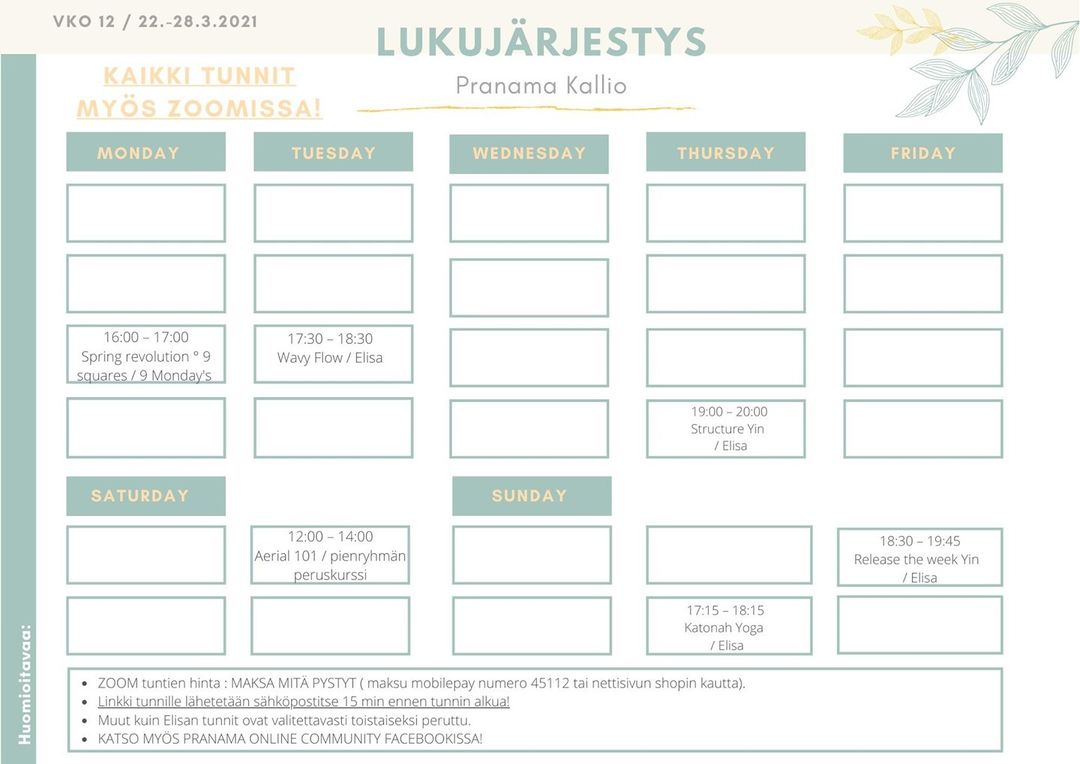 VKO 12 / 22.-28.3.2021
LUKUJÄRJESTYS
Pranama Kallio
KAIKKI TUNNIT
MYÖS ZOOMISSA!
MONDAY
TUESDAY
WEDNESDAY
THURSDAY
FRIDAY
16:00 – 17:00
Spring revolution ° 9
squares / 9 Monday's
17:30 – 18:30
Wavy Flow / Elisa
19:00 – 20:00
Structure Yin
/ Elisa
SATURDAY
SUNDAY
12:00 – 14:00
Aerial 101 / pienryhmän
peruskurssi
18:30 – 19:45
Release the week Yin
/ Elisa
17:15 – 18:15
Katonah Yoga
/ Elisa
Huomioitavaa:
• ZOOM tuntien hinta : MAKSA MITÄ PYSTYT ( maksu mobilepay numero 45112 tai nettisivun shopin kautta).
• Linkki tunnille lähetetään sähköpostitse 15 min ennen tunnin alkua!
• Muut kuin Elisan tunnit ovat valitettavasti toistaiseksi peruttu.
• KATSO MYÖS PRANAMA ONLINE COMMUNITY FACEBOOKISSA!